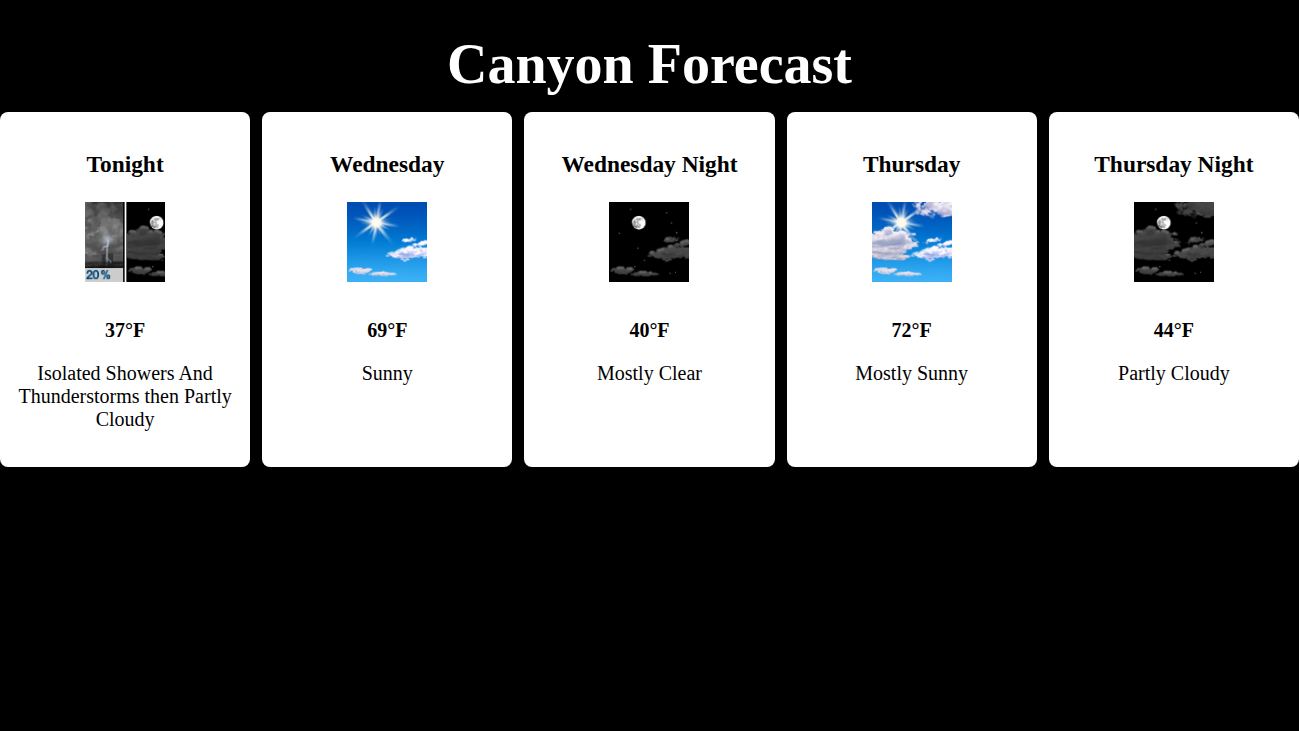 Canyon Forecast
Tonight
20%
37°F
Isolated Showers And
Thunderstorms then Partly
Cloudy
Wednesday
69°F
Sunny
Wednesday Night
40°F
Mostly Clear
Thursday
72°F
Mostly Sunny
Thursday Night
44°F
Partly Cloudy